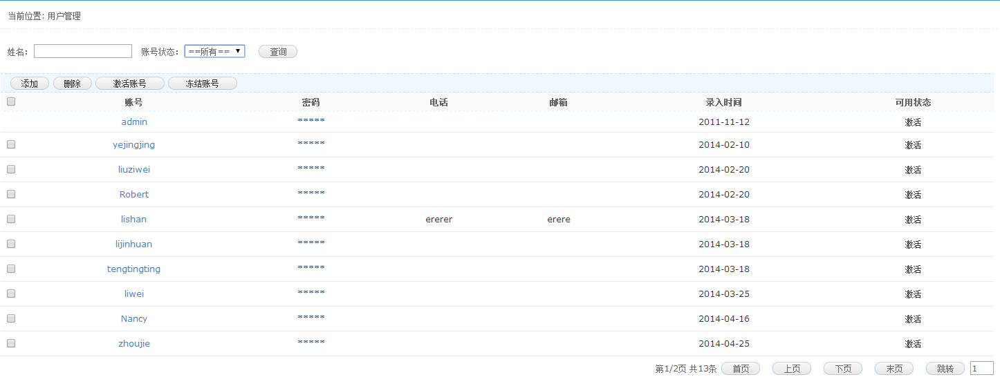 当前位置: 用户管理
姓名: 账号状态: ==所有== 查询
添加 删除 激活账号 冻结账号
账号 密码 电话 邮箱 录入时间 可用状态
admin ***** 2011-11-12 激活
yejingjing ***** 2014-02-10 激活
liuziwei ***** 2014-02-20 激活
Robert ***** 2014-02-20 激活
lishan ***** ererer erere 2014-03-18 激活
lijinhuan ***** 2014-03-18 激活
tengtingting ***** 2014-03-18 激活
liwei ***** 2014-03-25 激活
Nancy ***** 2014-04-16 激活
zhoujie ***** 2014-04-25 激活
第1/2页 共13条 首页 上页 下页 末页 跳转 1